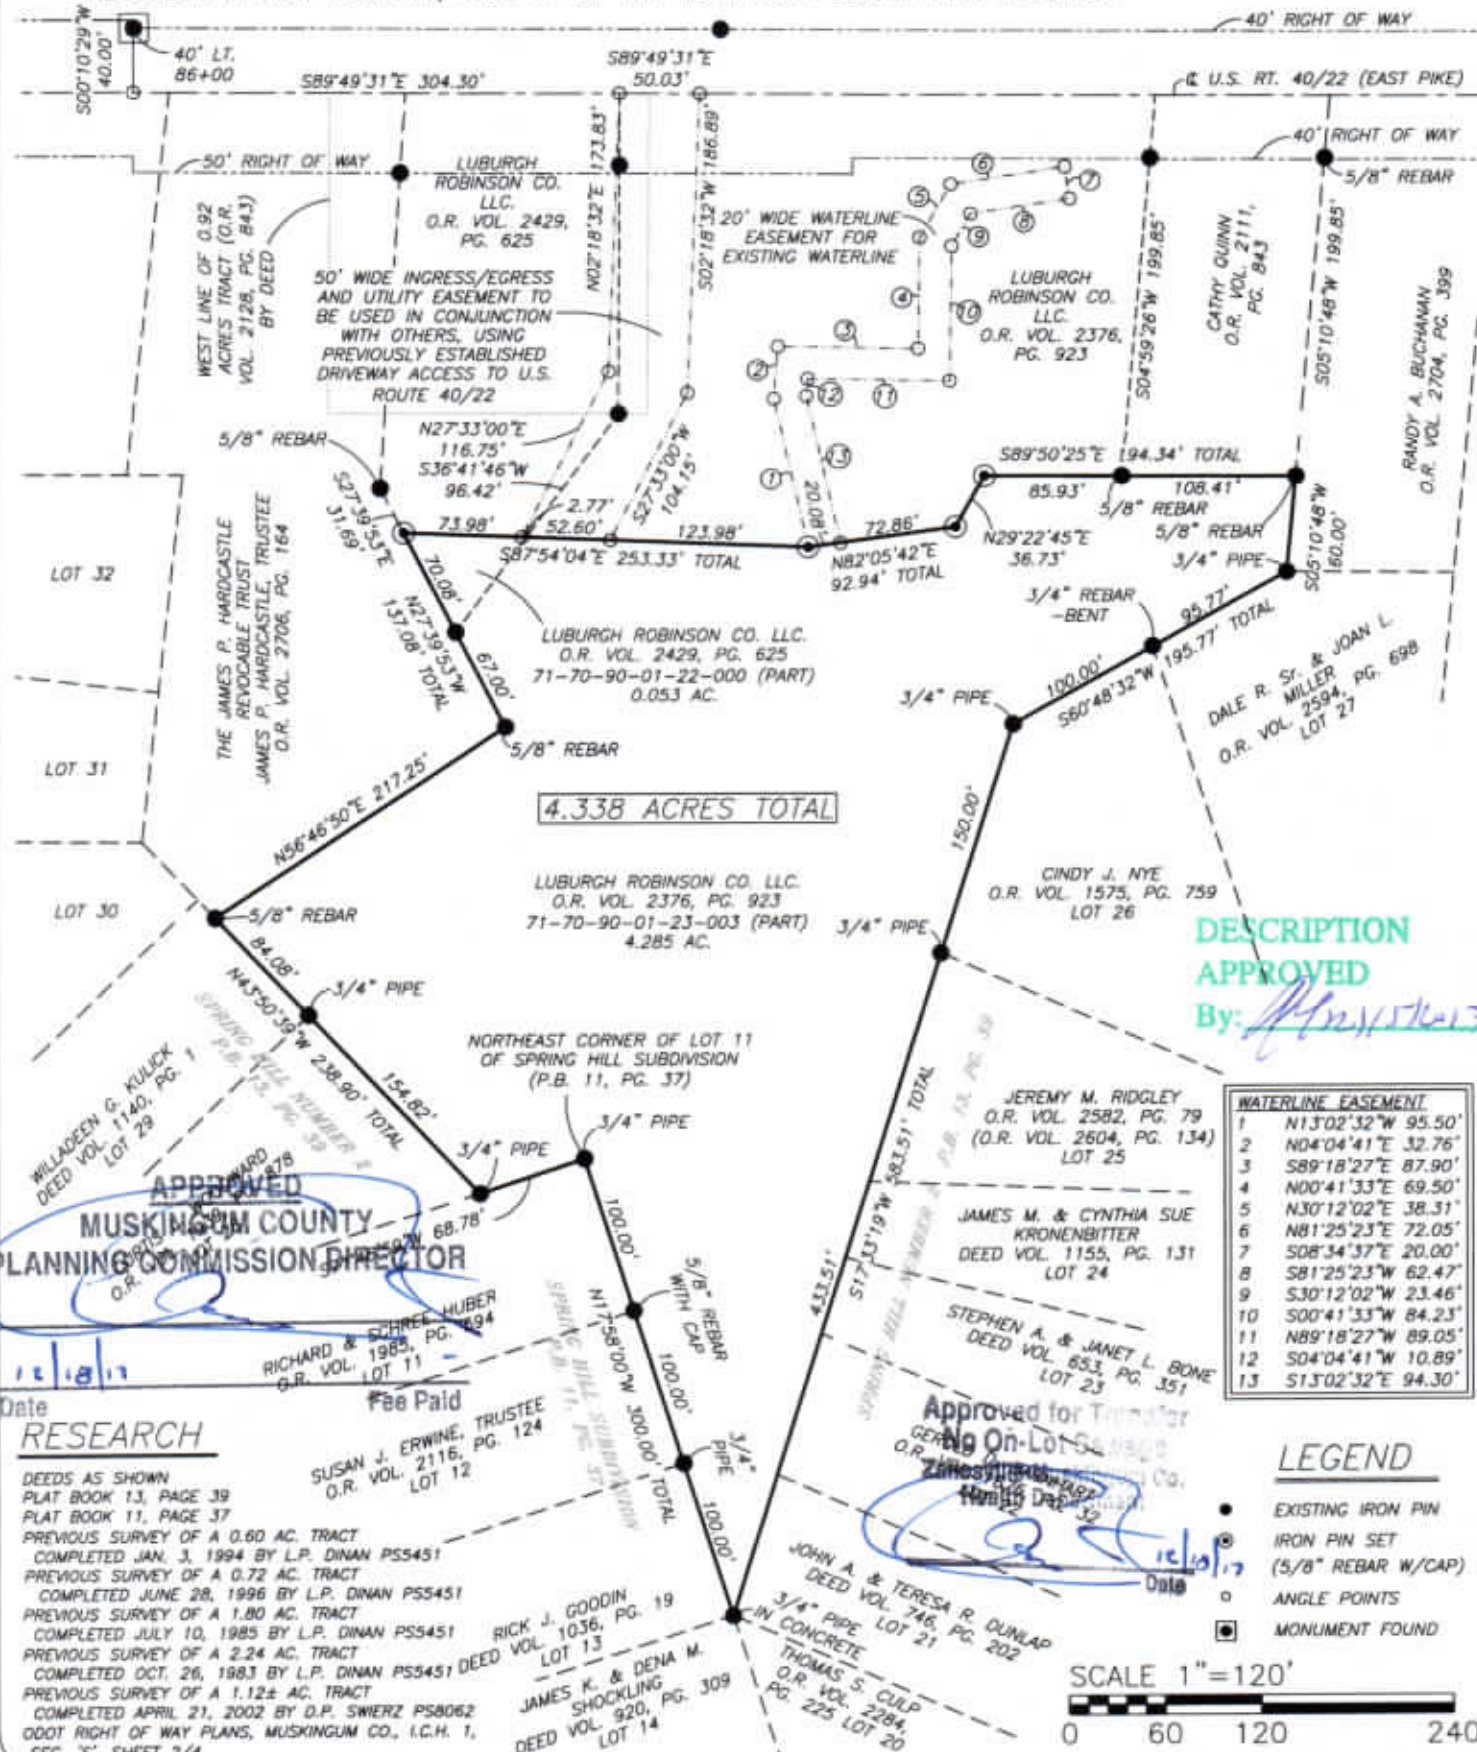 40' RIGHT OF WAY
S00°10'29"W
40.00'
40' LT.
86+00
S89°49'31"E 304.30'
S89°49'31"E
50.03'
℄ U.S. RT. 40/22 (EAST PIKE)
40' RIGHT OF WAY
50' RIGHT OF WAY
5/8" REBAR
WEST LINE OF 0.92
ACRES TRACT (O.R.
VOL. 2128, PG. 843)
BY DEED
LUBURGH
ROBINSON CO.
LLC.
O.R. VOL. 2429,
PG. 625
N02°18'32"E 173.83'
S02°18'32"W 186.89'
50' WIDE INGRESS/EGRESS
AND UTILITY EASEMENT TO
BE USED IN CONJUNCTION
WITH OTHERS, USING
PREVIOUSLY ESTABLISHED
DRIVEWAY ACCESS TO U.S.
ROUTE 40/22
20' WIDE WATERLINE
EASEMENT FOR
EXISTING WATERLINE
1
2
3
4
5
6
7
8
9
10
11
12
13
LUBURGH
ROBINSON CO.
LLC.
O.R. VOL. 2376,
PG. 923
S04°59'26"W 199.85'
CATHY QUINN
O.R. VOL. 2111,
PG. 843
S05°10'48"W 199.85'
RANDY A. BUCHANAN
O.R. VOL. 2704, PG. 399
5/8" REBAR
N27°33'00"E
116.75'
S36°41'46"W
96.42'
S27°33'00"W
104.15'
S27°39'53"E
31.69'
2.77'
73.98'
52.60'
123.98'
S87°54'04"E 253.33' TOTAL
20.08'
72.86'
N82°05'42"E
92.94' TOTAL
N29°22'45"E
36.73'
S89°50'25"E 194.34' TOTAL
85.93'
108.41'
5/8" REBAR
5/8" REBAR
3/4" PIPE
S05°10'48"W
60.00'
3/4" REBAR
-BENT
95.77'
100.00'
S60°48'32"W 195.77' TOTAL
3/4" PIPE
DALE R. Sr. & JOAN L.
MILLER
O.R. VOL. 2594, PG. 698
LOT 27
LOT 32
LOT 31
LOT 30
THE JAMES P. HARDCASTLE
REVOCABLE TRUST
JAMES P. HARDCASTLE, TRUSTEE
O.R. VOL. 2706, PG. 164
70.08'
N27°39'53"W
137.08' TOTAL
67.00'
LUBURGH ROBINSON CO. LLC.
O.R. VOL. 2429, PG. 625
71-70-90-01-22-000 (PART)
0.053 AC.
5/8" REBAR
N56°46'50"E 217.25'
4.338 ACRES TOTAL
LUBURGH ROBINSON CO. LLC.
O.R. VOL. 2376, PG. 923
71-70-90-01-23-003 (PART)
4.285 AC.
150.00'
CINDY J. NYE
O.R. VOL. 1575, PG. 759
LOT 26
3/4" PIPE
DESCRIPTION
APPROVED
By:
5/8" REBAR
84.08'
3/4" PIPE
N43°50'39"W 238.90' TOTAL
154.82'
SPRING HILL NUMBER 2
P.B. 13, PG. 39
NORTHEAST CORNER OF LOT 11
OF SPRING HILL SUBDIVISION
(P.B. 11, PG. 37)
3/4" PIPE
3/4" PIPE
68.78'
WILLADEEN G. KULICK
DEED VOL. 1140, PG. 1
LOT 29
APPROVED
MUSKINGUM COUNTY
PLANNING COMMISSION DIRECTOR
12/18/17
Date
Fee Paid
RICHARD & SCHREE HUBER
O.R. VOL. 1985, PG. 694
LOT 11
100.00'
5/8" REBAR
WITH CAP
N17°58'00"W 300.00' TOTAL
100.00'
3/4"
PIPE
100.00'
SPRING HILL SUBDIVISION
P.B. 11, PG. 37
S17°33'19"W 583.51' TOTAL
433.51'
SPRING HILL NUMBER 2 P.B. 13, PG. 39
JEREMY M. RIDGLEY
O.R. VOL. 2582, PG. 79
(O.R. VOL. 2604, PG. 134)
LOT 25
JAMES M. & CYNTHIA SUE
KRONENBITTER
DEED VOL. 1155, PG. 131
LOT 24
STEPHEN A. & JANET L. BONE
DEED VOL. 653, PG. 351
LOT 23
WATERLINE EASEMENT
1 N13°02'32"W 95.50'
2 N04°04'41"E 32.76'
3 S89°18'27"E 87.90'
4 N00°41'33"E 69.50'
5 N30°12'02"E 38.31'
6 N81°25'23"E 72.05'
7 S08°34'37"E 20.00'
8 S81°25'23"W 62.47'
9 S30°12'02"W 23.46'
10 S00°41'33"W 84.23'
11 N89°18'27"W 89.05'
12 S04°04'41"W 10.89'
13 S13°02'32"E 94.30'
Approved for Transfer
No On-Lot Sewage
Date
SUSAN J. ERWINE, TRUSTEE
O.R. VOL. 2116, PG. 124
LOT 12
RICK J. GOODIN
DEED VOL. 1036, PG. 19
LOT 13
JAMES K. & DENA M.
SHOCKLING
DEED VOL. 920, PG. 309
LOT 14
JOHN A. & TERESA R. DUNLAP
DEED VOL. 746, PG. 202
LOT 21
3/4" PIPE
IN CONCRETE
THOMAS S. CULP
O.R. VOL. 2284,
PG. 225 LOT 20
RESEARCH
DEEDS AS SHOWN
PLAT BOOK 13, PAGE 39
PLAT BOOK 11, PAGE 37
PREVIOUS SURVEY OF A 0.60 AC. TRACT
COMPLETED JAN. 3, 1994 BY L.P. DINAN PS5451
PREVIOUS SURVEY OF A 0.72 AC. TRACT
COMPLETED JUNE 28, 1996 BY L.P. DINAN PS5451
PREVIOUS SURVEY OF A 1.80 AC. TRACT
COMPLETED JULY 10, 1985 BY L.P. DINAN PS5451
PREVIOUS SURVEY OF A 2.24 AC. TRACT
COMPLETED OCT. 26, 1983 BY L.P. DINAN PS5451
PREVIOUS SURVEY OF A 1.12± AC. TRACT
COMPLETED APRIL 21, 2002 BY D.P. SWIERZ PS8062
ODOT RIGHT OF WAY PLANS, MUSKINGUM CO., I.C.H. 1,
LEGEND
EXISTING IRON PIN
IRON PIN SET
(5/8" REBAR W/CAP)
ANGLE POINTS
MONUMENT FOUND
SCALE 1"=120'
0 60 120 240